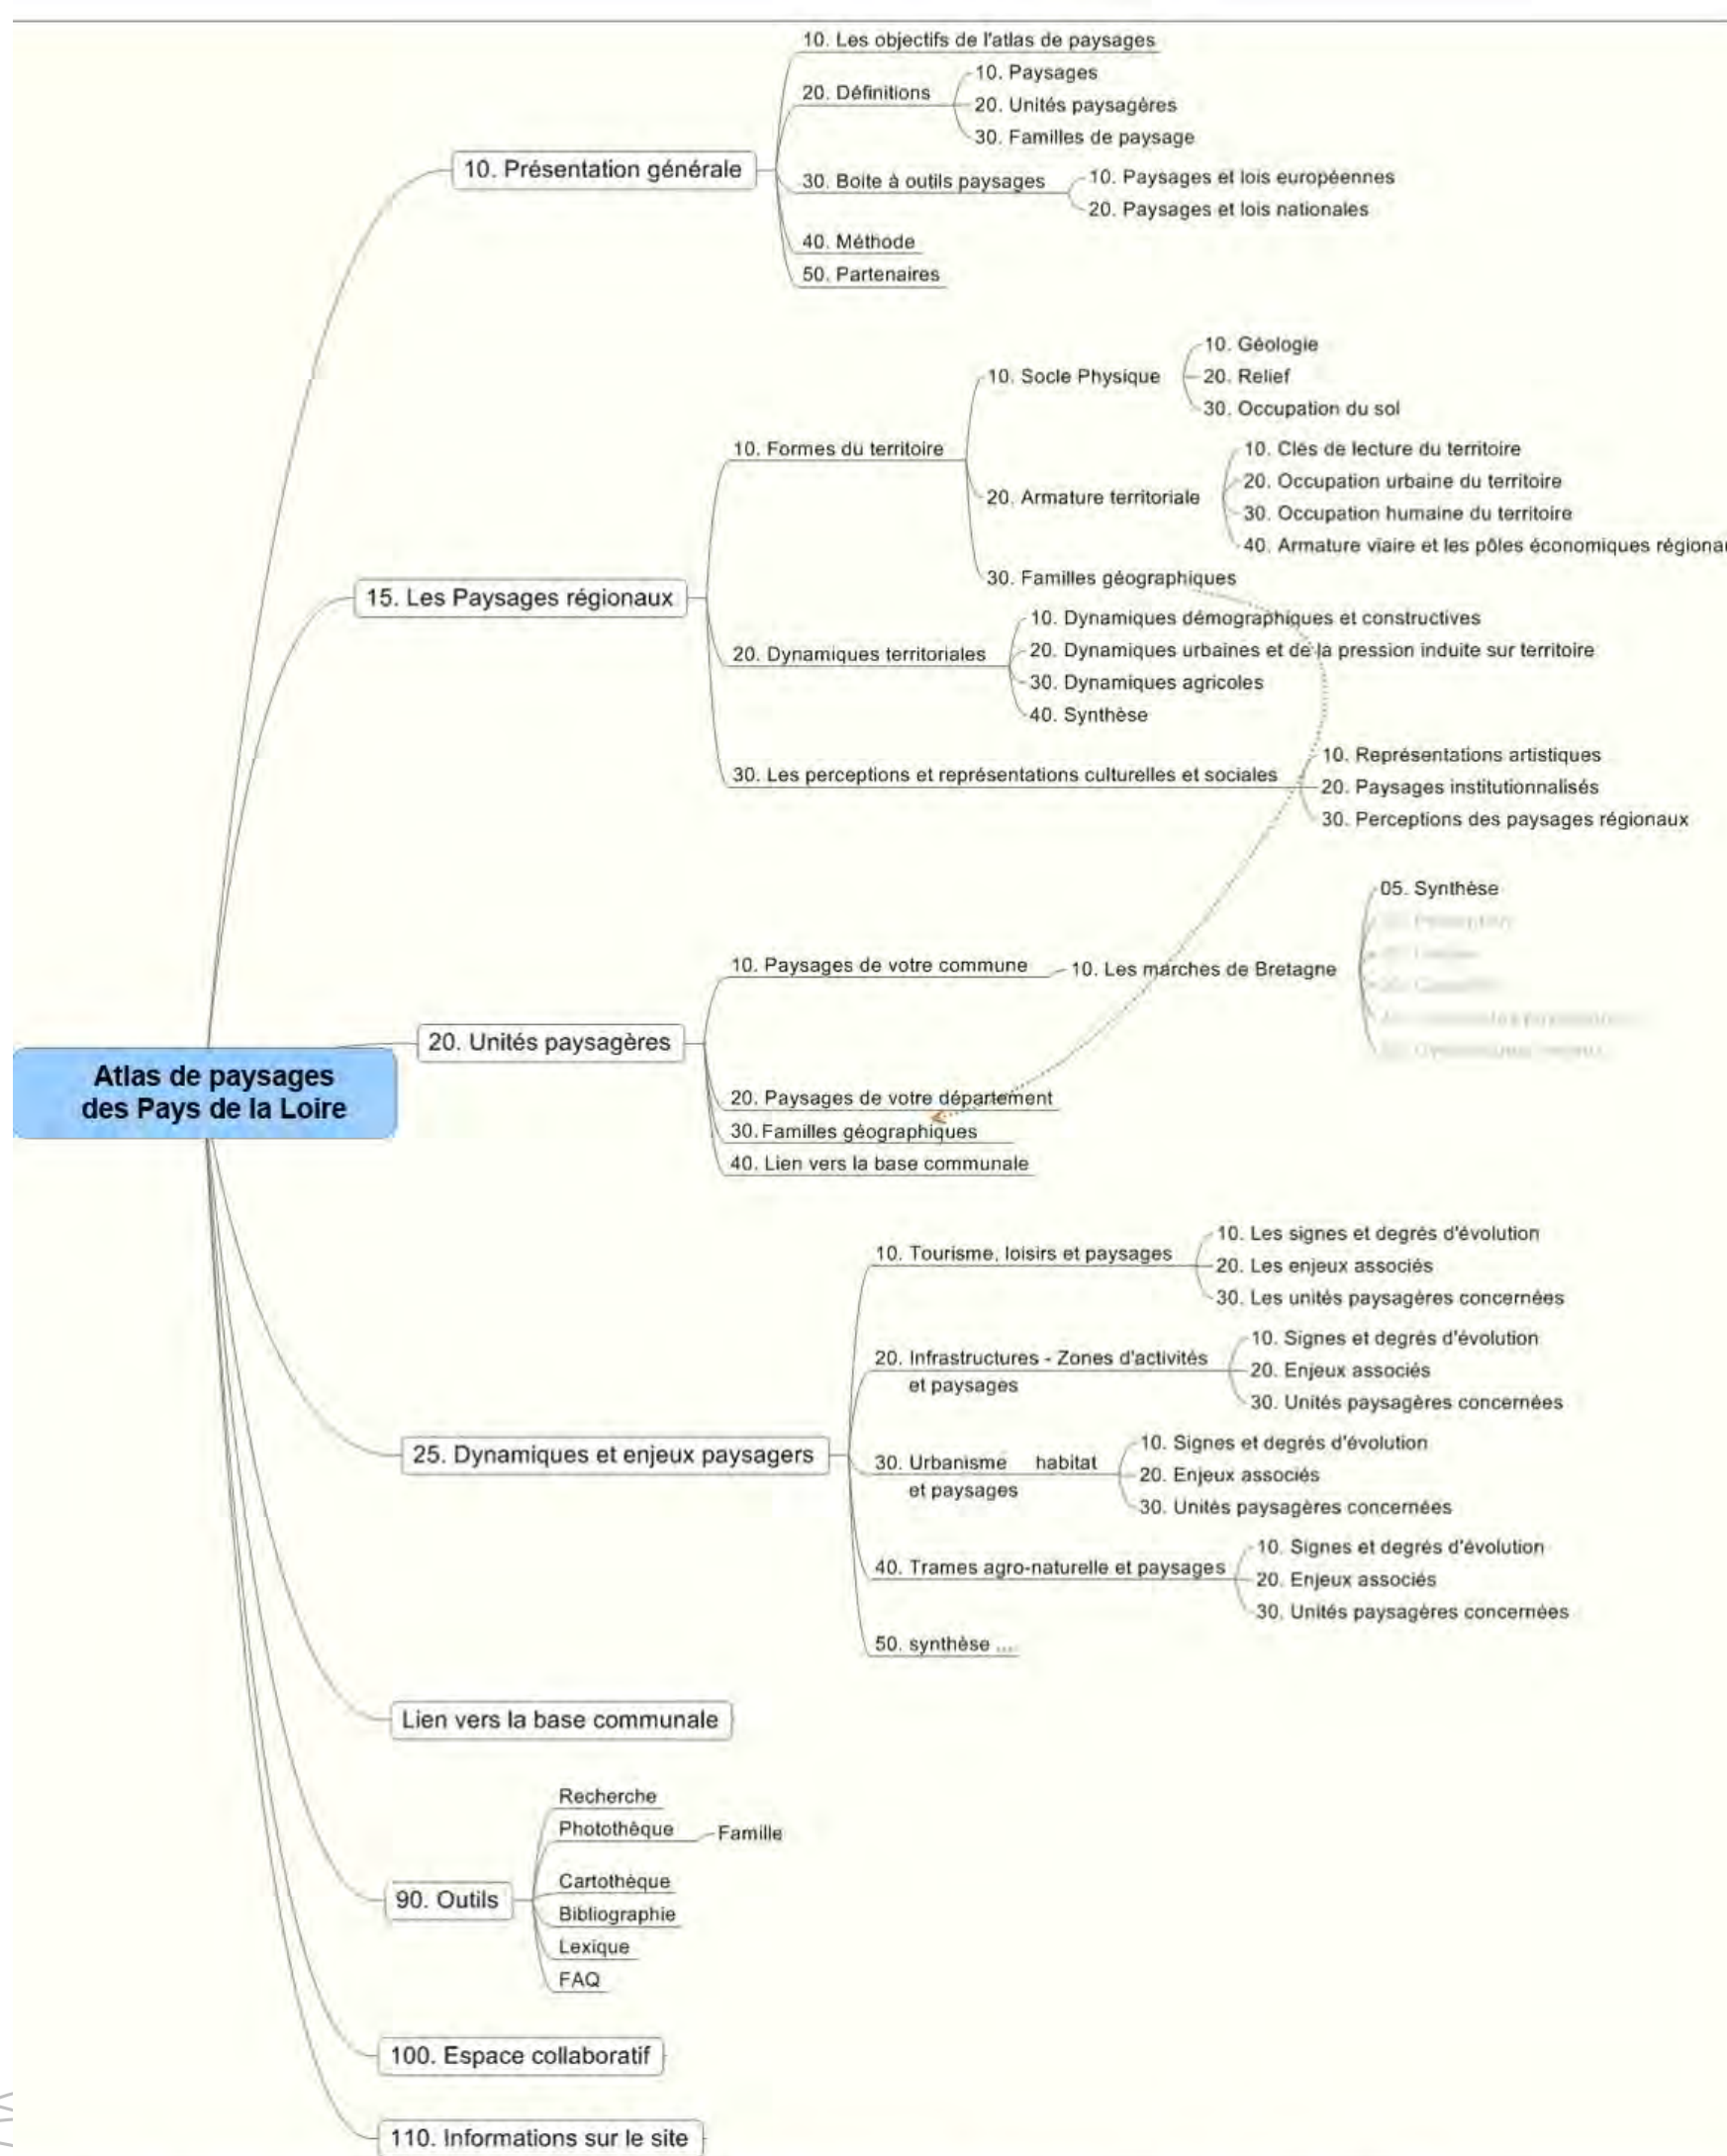 10. Les objectifs de l'atlas de paysages
20. Définitions
10. Paysages
20. Unités paysagères
30. Familles de paysage
10. Présentation générale
30. Boite à outils paysages
10. Paysages et lois européennes
20. Paysages et lois nationales
40. Méthode
50. Partenaires
15. Les Paysages régionaux
10. Formes du territoire
10. Socle Physique
10. Géologie
20. Relief
30. Occupation du sol
20. Armature territoriale
10. Clés de lecture du territoire
20. Occupation urbaine du territoire
30. Occupation humaine du territoire
40. Armature viaire et les pôles économiques régionau
30. Familles géographiques
20. Dynamiques territoriales
10. Dynamiques démographiques et constructives
20. Dynamiques urbaines et de la pression induite sur territoire
30. Dynamiques agricoles
40. Synthèse
30. Les perceptions et représentations culturelles et sociales
10. Représentations artistiques
20. Paysages institutionnalisés
30. Perceptions des paysages régionaux
20. Unités paysagères
10. Paysages de votre commune
10. Les marches de Bretagne
05. Synthèse
20. Paysages de votre département
30. Familles géographiques
40. Lien vers la base communale
Atlas de paysages
des Pays de la Loire
25. Dynamiques et enjeux paysagers
10. Tourisme, loisirs et paysages
10. Les signes et degrés d'évolution
20. Les enjeux associés
30. Les unités paysagères concernées
20. Infrastructures - Zones d'activités
et paysages
10. Signes et degrés d'évolution
20. Enjeux associés
30. Unités paysagères concernées
30. Urbanisme habitat
et paysages
10. Signes et degrés d'évolution
20. Enjeux associés
30. Unités paysagères concernées
40. Trames agro-naturelle et paysages
10. Signes et degrés d'évolution
20. Enjeux associés
30. Unités paysagères concernées
50. synthèse ....
Lien vers la base communale
90. Outils
Recherche
Photothèque
Famille
Cartothèque
Bibliographie
Lexique
FAQ
100. Espace collaboratif
110. Informations sur le site